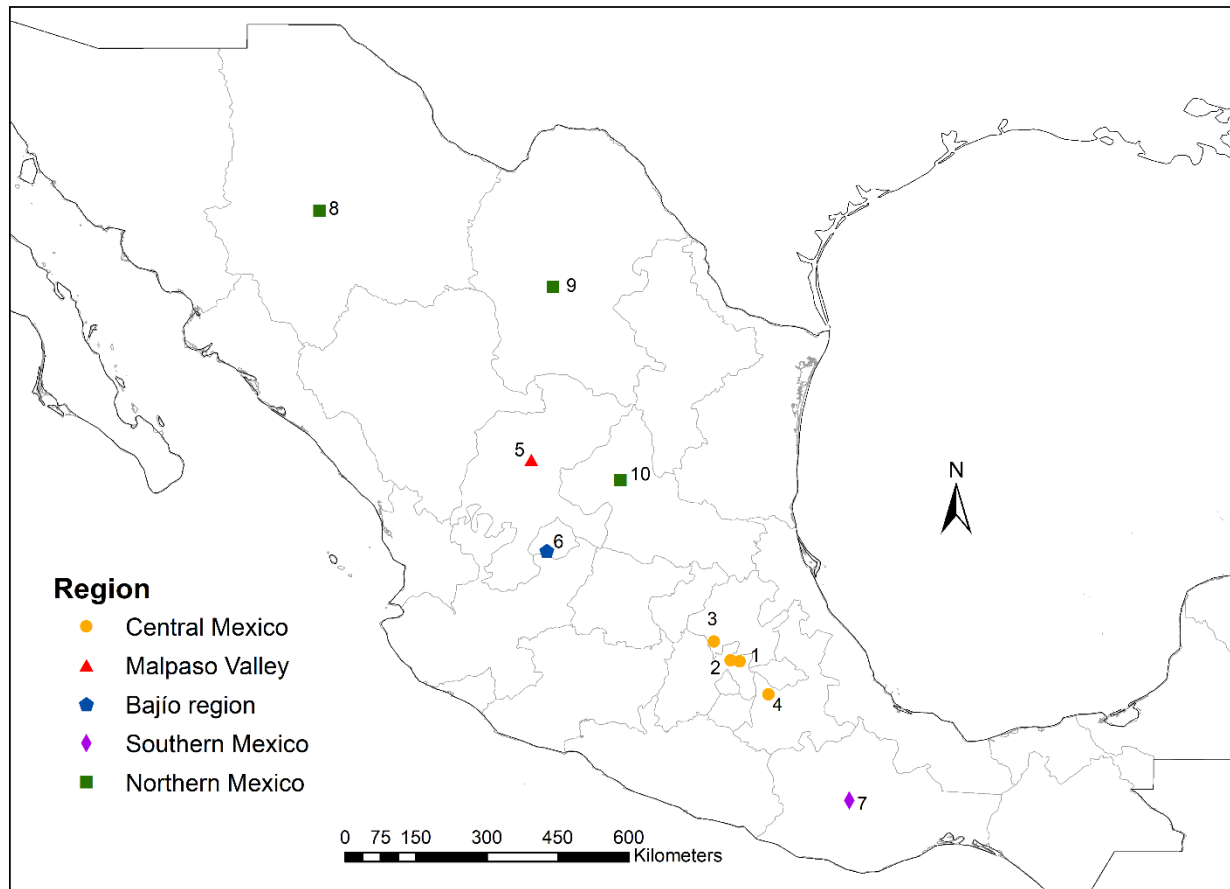 8
9
5
10
N
6
Region
Central Mexico
3
1
Malpaso Valley
2
Bajío region
4
Southern Mexico
Northern Mexico
7
0 75 150 300 450 600
Kilometers